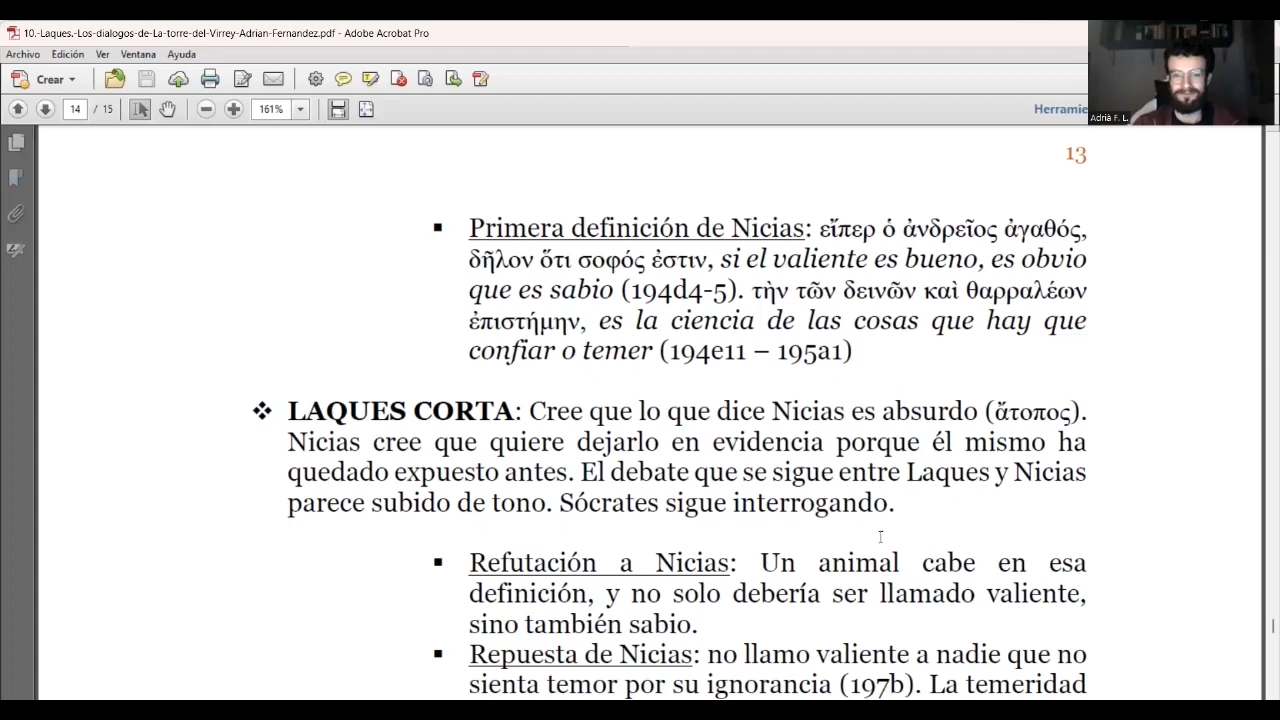 10.-Laques.-Los-dialogos-de-La-torre-del-Virrey-Adrian-Fernandez.pdf - Adobe Acrobat Pro
Archivo Edición Ver Ventana Ayuda
Crear
14 / 15 161% Herramie
Adrià F. L.
13
▪ Primera definición de Nicias: εἴπερ ὁ ἀνδρεῖος ἀγαθός,
δῆλον ὅτι σοφός ἐστιν, si el valiente es bueno, es obvio
que es sabio (194d4-5). τὴν τῶν δεινῶν καὶ θαρραλέων
ἐπιστήμην, es la ciencia de las cosas que hay que
confiar o temer (194e11 – 195a1)
❖ LAQUES CORTA: Cree que lo que dice Nicias es absurdo (ἄτοπος).
Nicias cree que quiere dejarlo en evidencia porque él mismo ha
quedado expuesto antes. El debate que se sigue entre Laques y Nicias
parece subido de tono. Sócrates sigue interrogando.
▪ Refutación a Nicias: Un animal cabe en esa
definición, y no solo debería ser llamado valiente,
sino también sabio.
▪ Repuesta de Nicias: no llamo valiente a nadie que no
sienta temor por su ignorancia (197b). La temeridad